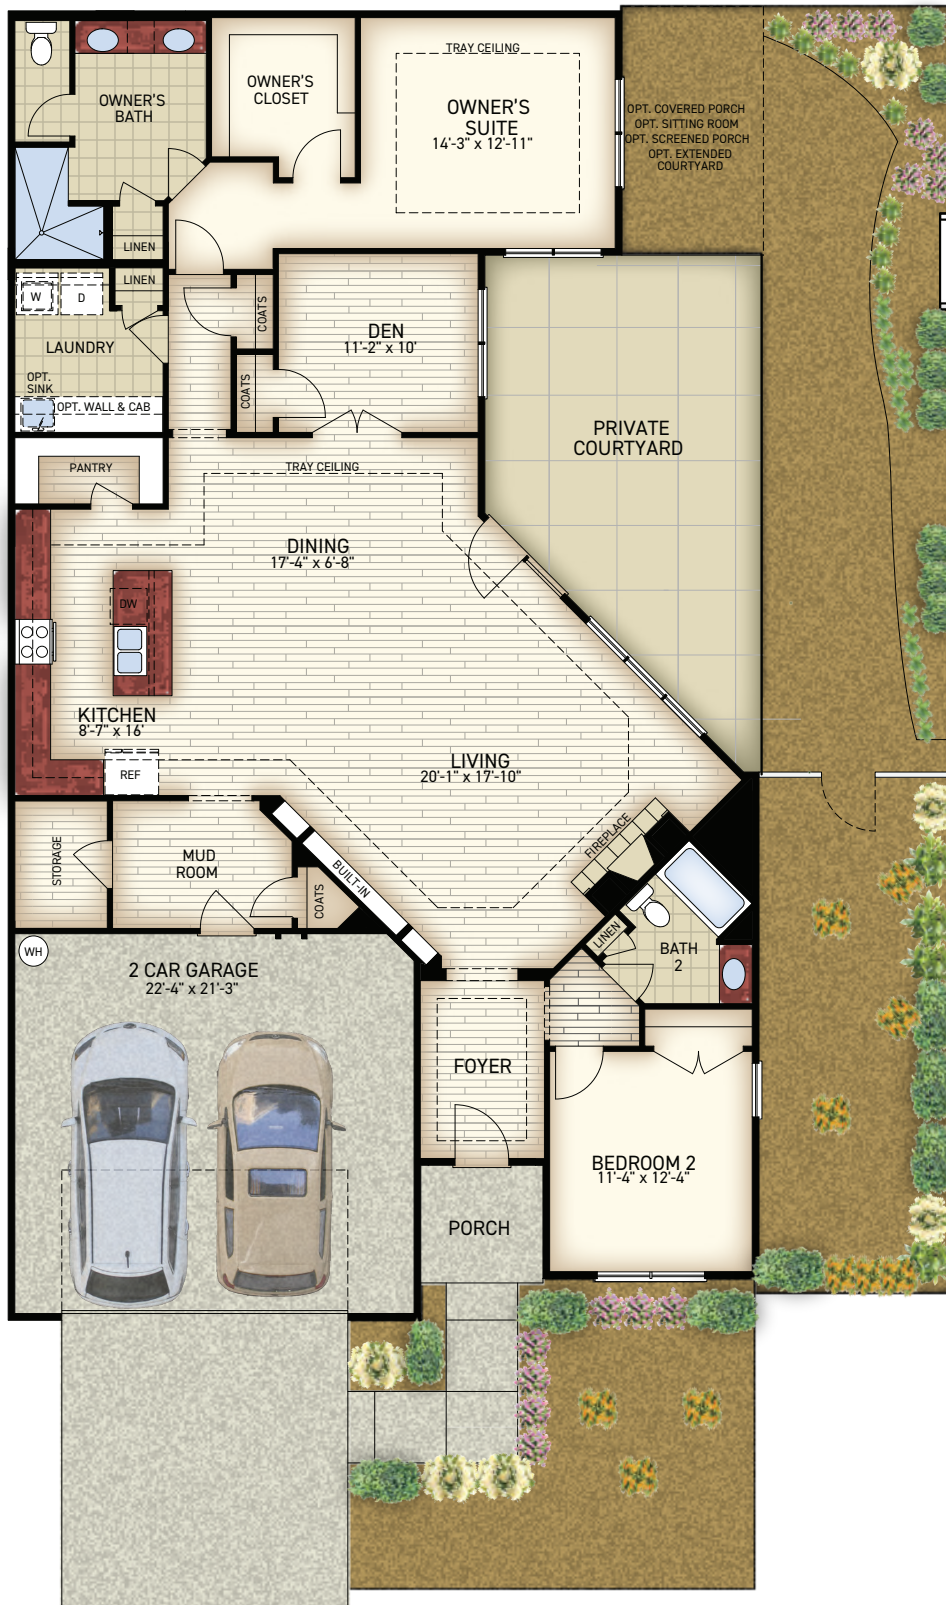 TRAY CEILING
OWNER'S
SUITE
14'-3" x 12'-11"
OWNER'S
CLOSET
OWNER'S
BATH
OPT. COVERED PORCH
OPT. SITTING ROOM
OPT. SCREENED PORCH
OPT. EXTENDED
COURTYARD
LINEN
LINEN
W
D
LAUNDRY
OPT.
SINK
OPT. WALL & CAB
COATS
COATS
DEN
11'-2" x 10'
PRIVATE
COURTYARD
PANTRY
TRAY CEILING
DINING
17'-4" x 6'-8"
DW
KITCHEN
8'-7" x 16'
REF
LIVING
20'-1" x 17'-10"
FIREPLACE
STORAGE
MUD
ROOM
BUILT-IN
COATS
LINEN
BATH
2
WH
2 CAR GARAGE
22'-4" x 21'-3"
FOYER
BEDROOM 2
11'-4" x 12'-4"
PORCH